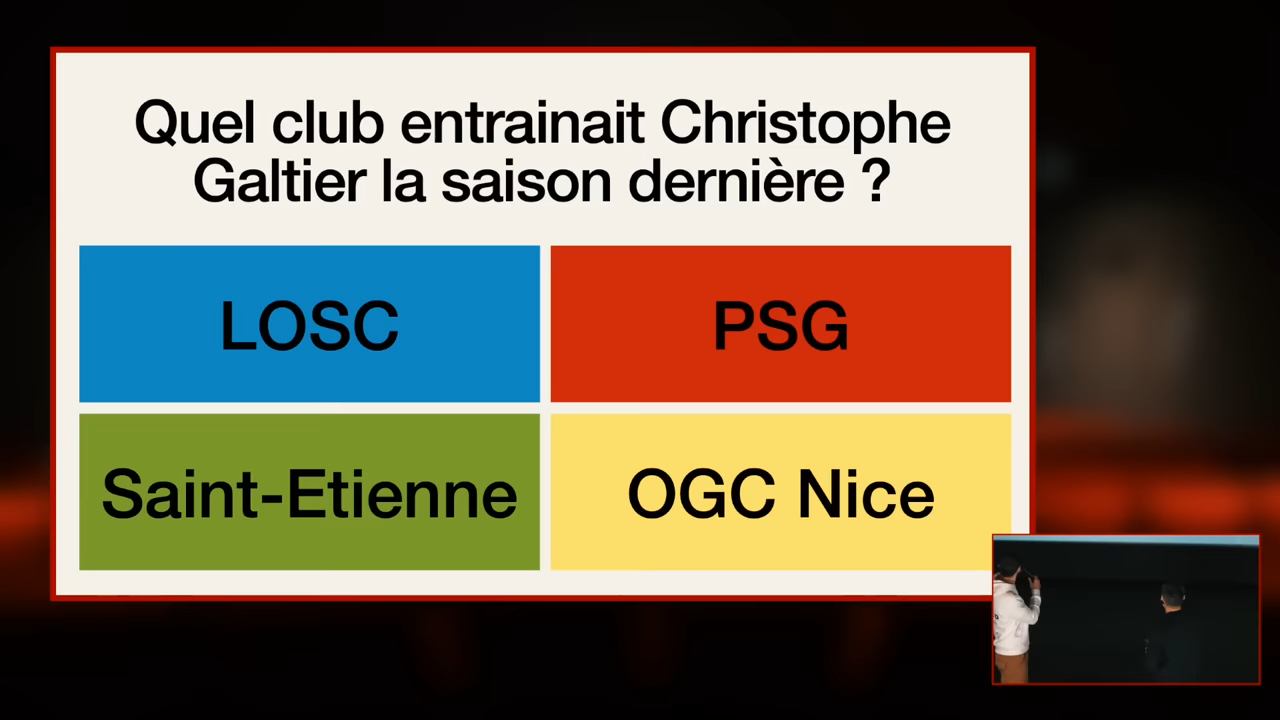 Quel club entrainait Christophe
Galtier la saison dernière ?
LOSC
PSG
Saint-Etienne
OGC Nice